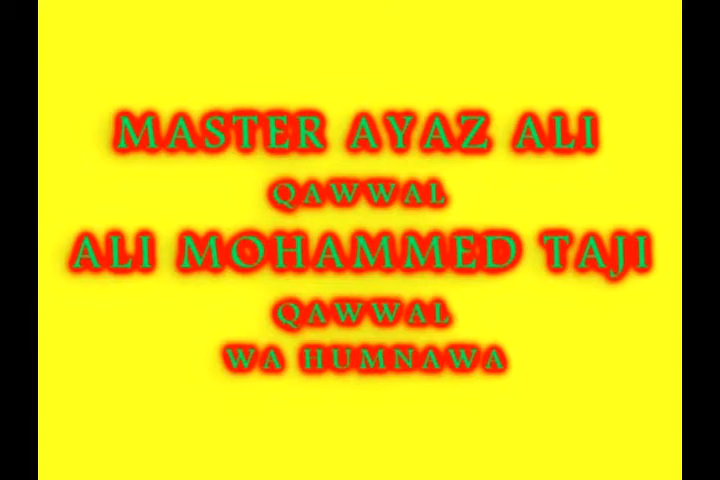 MASTER AYAZ ALI
QAWWAL
ALI MOHAMMED TAJI
QAWWAL
WA HUMNAWA